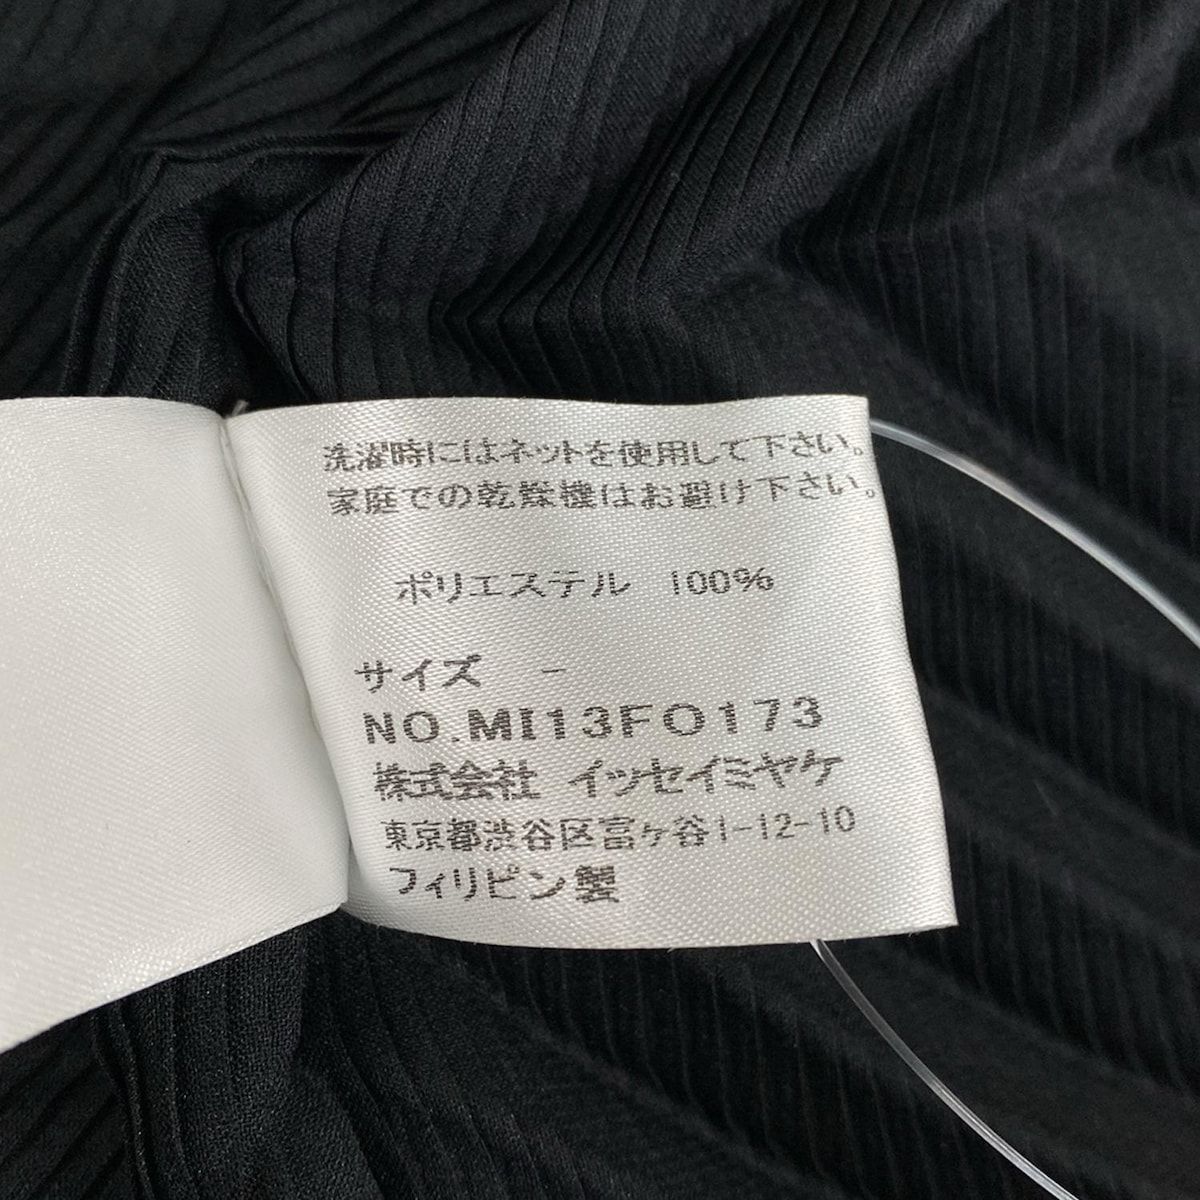 洗濯時にはネットを使用して下さい。
家庭での乾燥機はお避け下さい。
ポリエステル 100%
サイズ -
NO.MI13FO173
株式会社 イッセイミヤケ
東京都渋谷区富ヶ谷1-12-10
フィリピン製